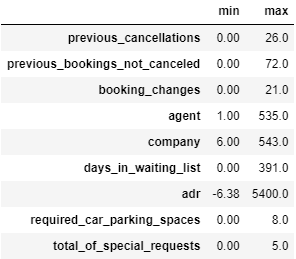 min max
previous_cancellations 0.00 26.0
previous_bookings_not_canceled 0.00 72.0
booking_changes 0.00 21.0
agent 1.00 535.0
company 6.00 543.0
days_in_waiting_list 0.00 391.0
adr -6.38 5400.0
required_car_parking_spaces 0.00 8.0
total_of_special_requests 0.00 5.0